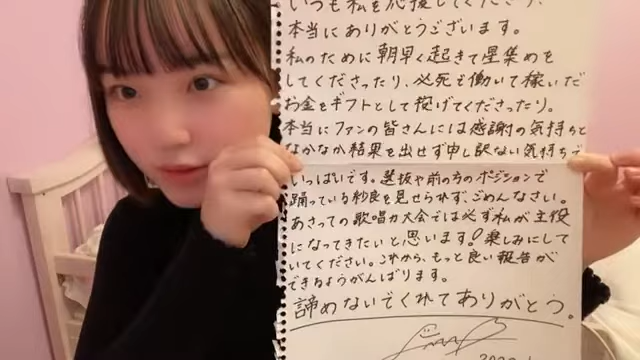 いつも私を応援してくださり、
本当にありがとうございます。
私のために朝早く起きて星集めを
してくださったり、必死で働いて稼いだ
お金をギフトとして投げてくださったり。
本当にファンの皆さんには感謝の気持ちと
なかなか結果を出せず申し訳ない気持ちで
いっぱいです。選抜や前の方のポジションで
踊っている紗良を見せられず、ごめんなさい。
あさっての歌唱力大会では必ず私が主役
になってきたいと思います!楽しみにして
いてください。これから、もっと良い報告が
できるようがんばります。
諦めないでくれてありがとう。